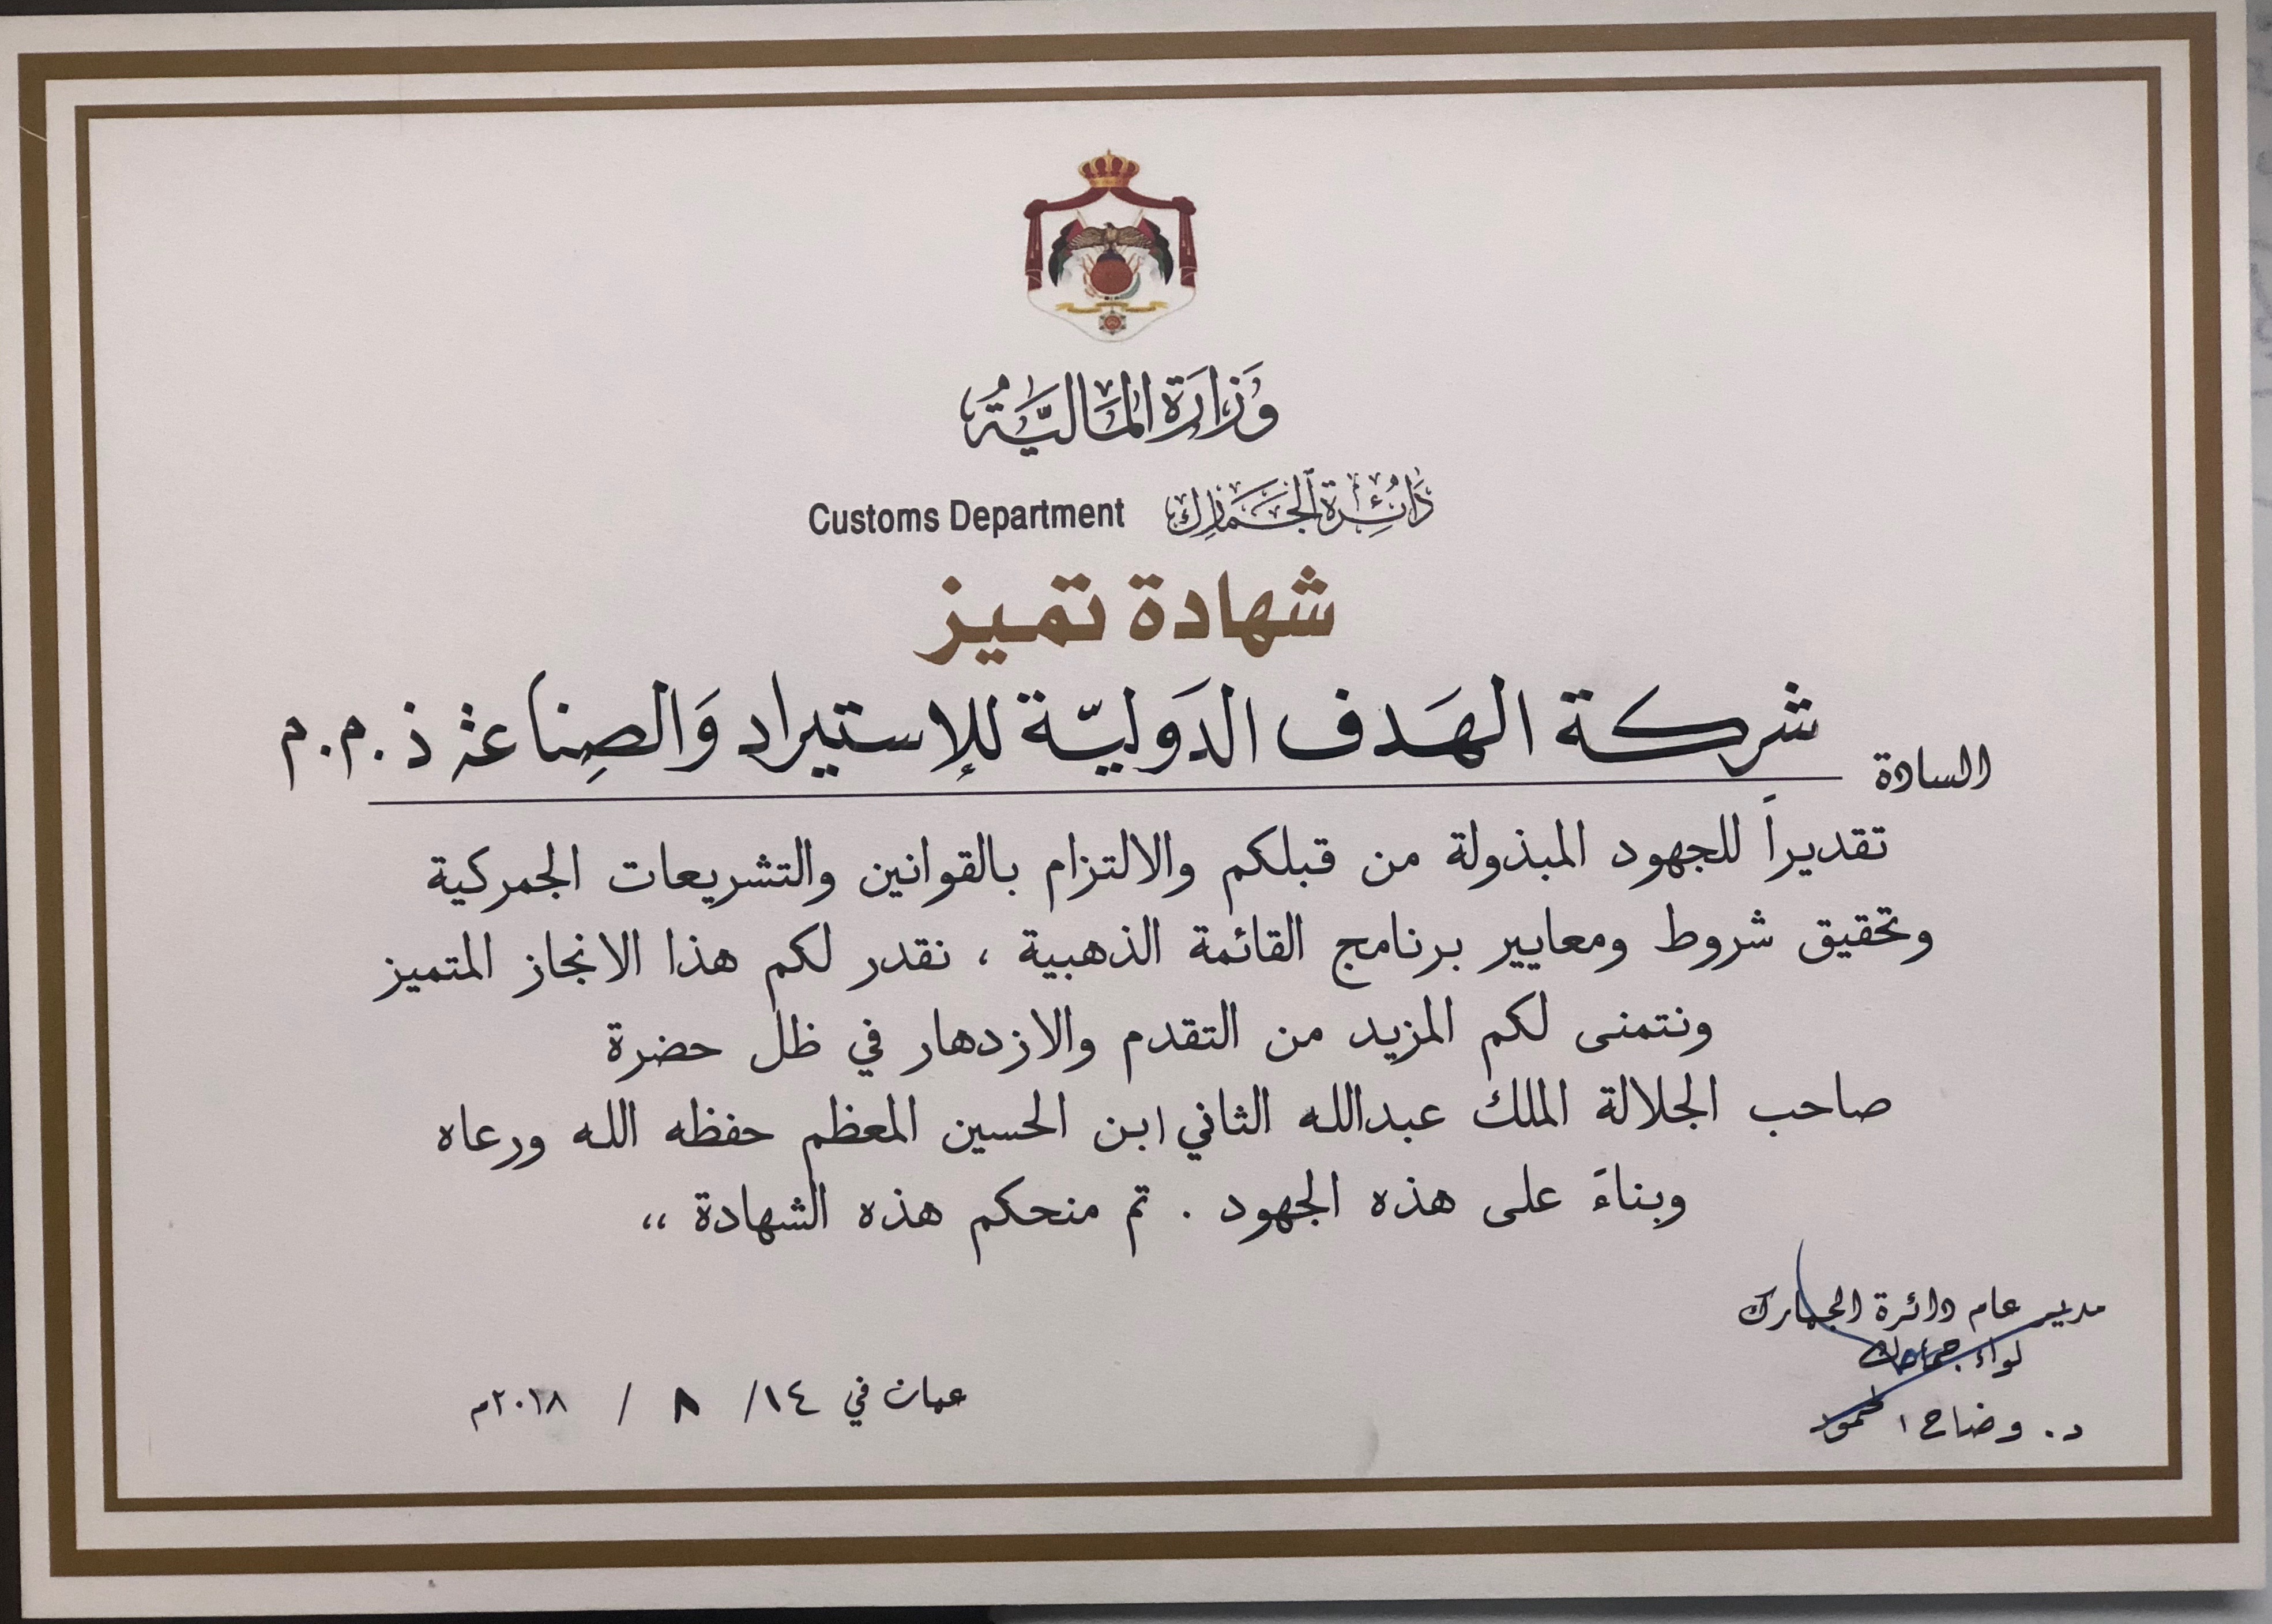 وزارة المالية
دائرة الجمارك Customs Department
شهادة تميز
السادة شركة الهدف الدولية للإستيراد والصناعة ذ.م.م
تقديراً للجهود المبذولة من قبلكم والالتزام بالقوانين والتشريعات الجمركية
وتحقيق شروط ومعايير برنامج القائمة الذهبية ، نقدر لكم هذا الانجاز المتميز
ونتمنى لكم المزيد من التقدم والازدهار في ظل حضرة
صاحب الجلالة الملك عبدالله الثاني ابن الحسين المعظم حفظه الله ورعاه
وبناءً على هذه الجهود . تم منحكم هذه الشهادة ،،
مدير عام دائرة الجمارك
لواء جمارك
د. وضاح الحمود
عمان في ١٤/ ٨ / ٢٠١٨م